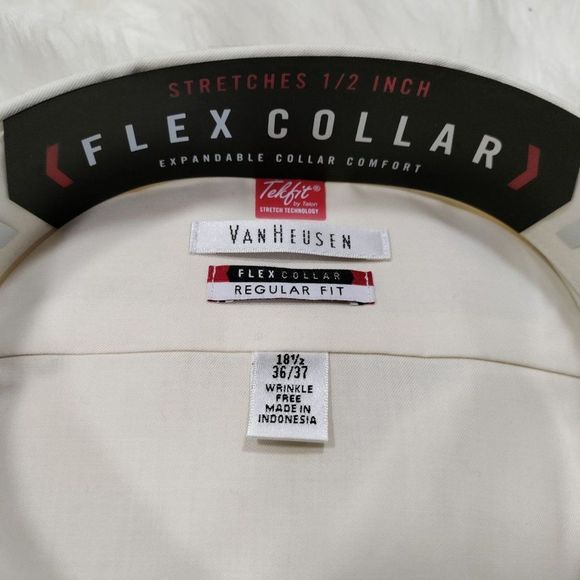 STRETCHES 1/2 INCH
FLEX COLLAR
EXPANDABLE COLLAR COMFORT
Tekfit®
by Talon
STRETCH TECHNOLOGY
VANHEUSEN
FLEX COLLAR
REGULAR FIT
18½
36/37
WRINKLE
FREE
MADE IN
INDONESIA